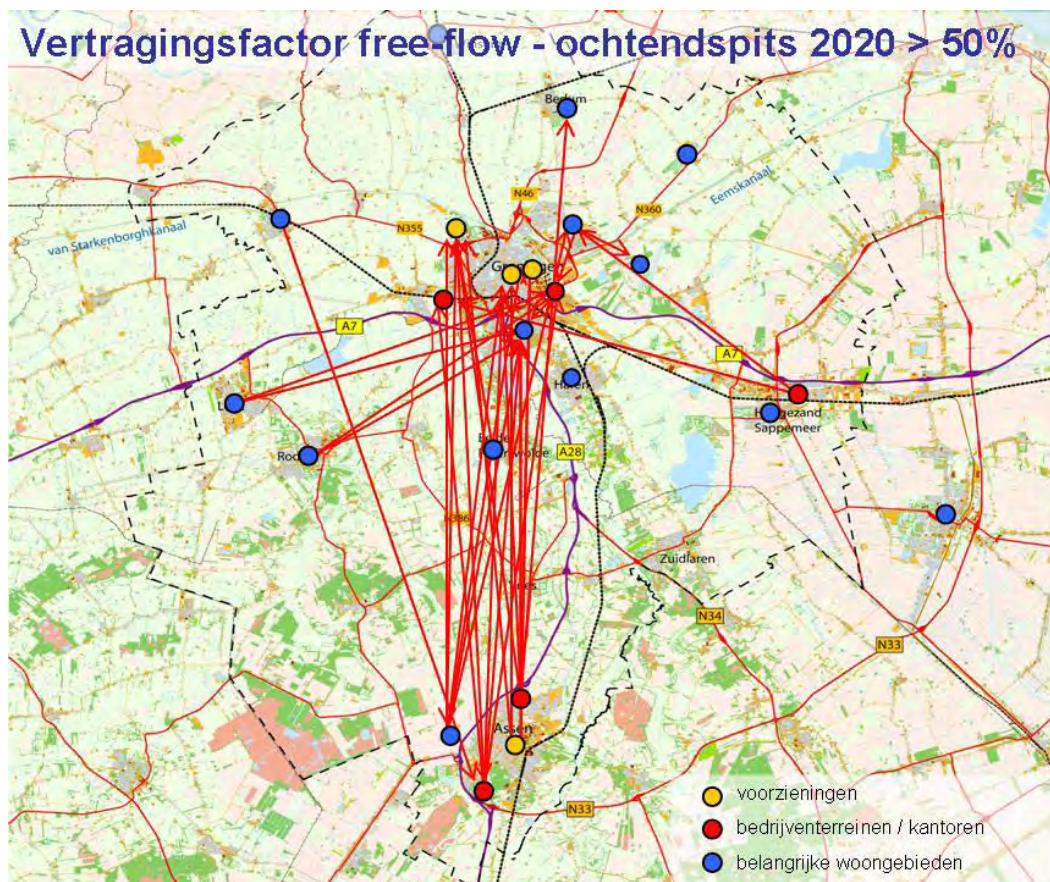 Vertragingsfactor free-flow - ochtendspits 2020 > 50%
Eemskanaal
N46
N360
N355
van Starkenborghkanaal
A7
A7
Haren
Sappemeer
A28
Zuidlaren
N34
N33
Assen
N33
voorzieningen
bedrijventerreinen / kantoren
belangrijke woongebieden